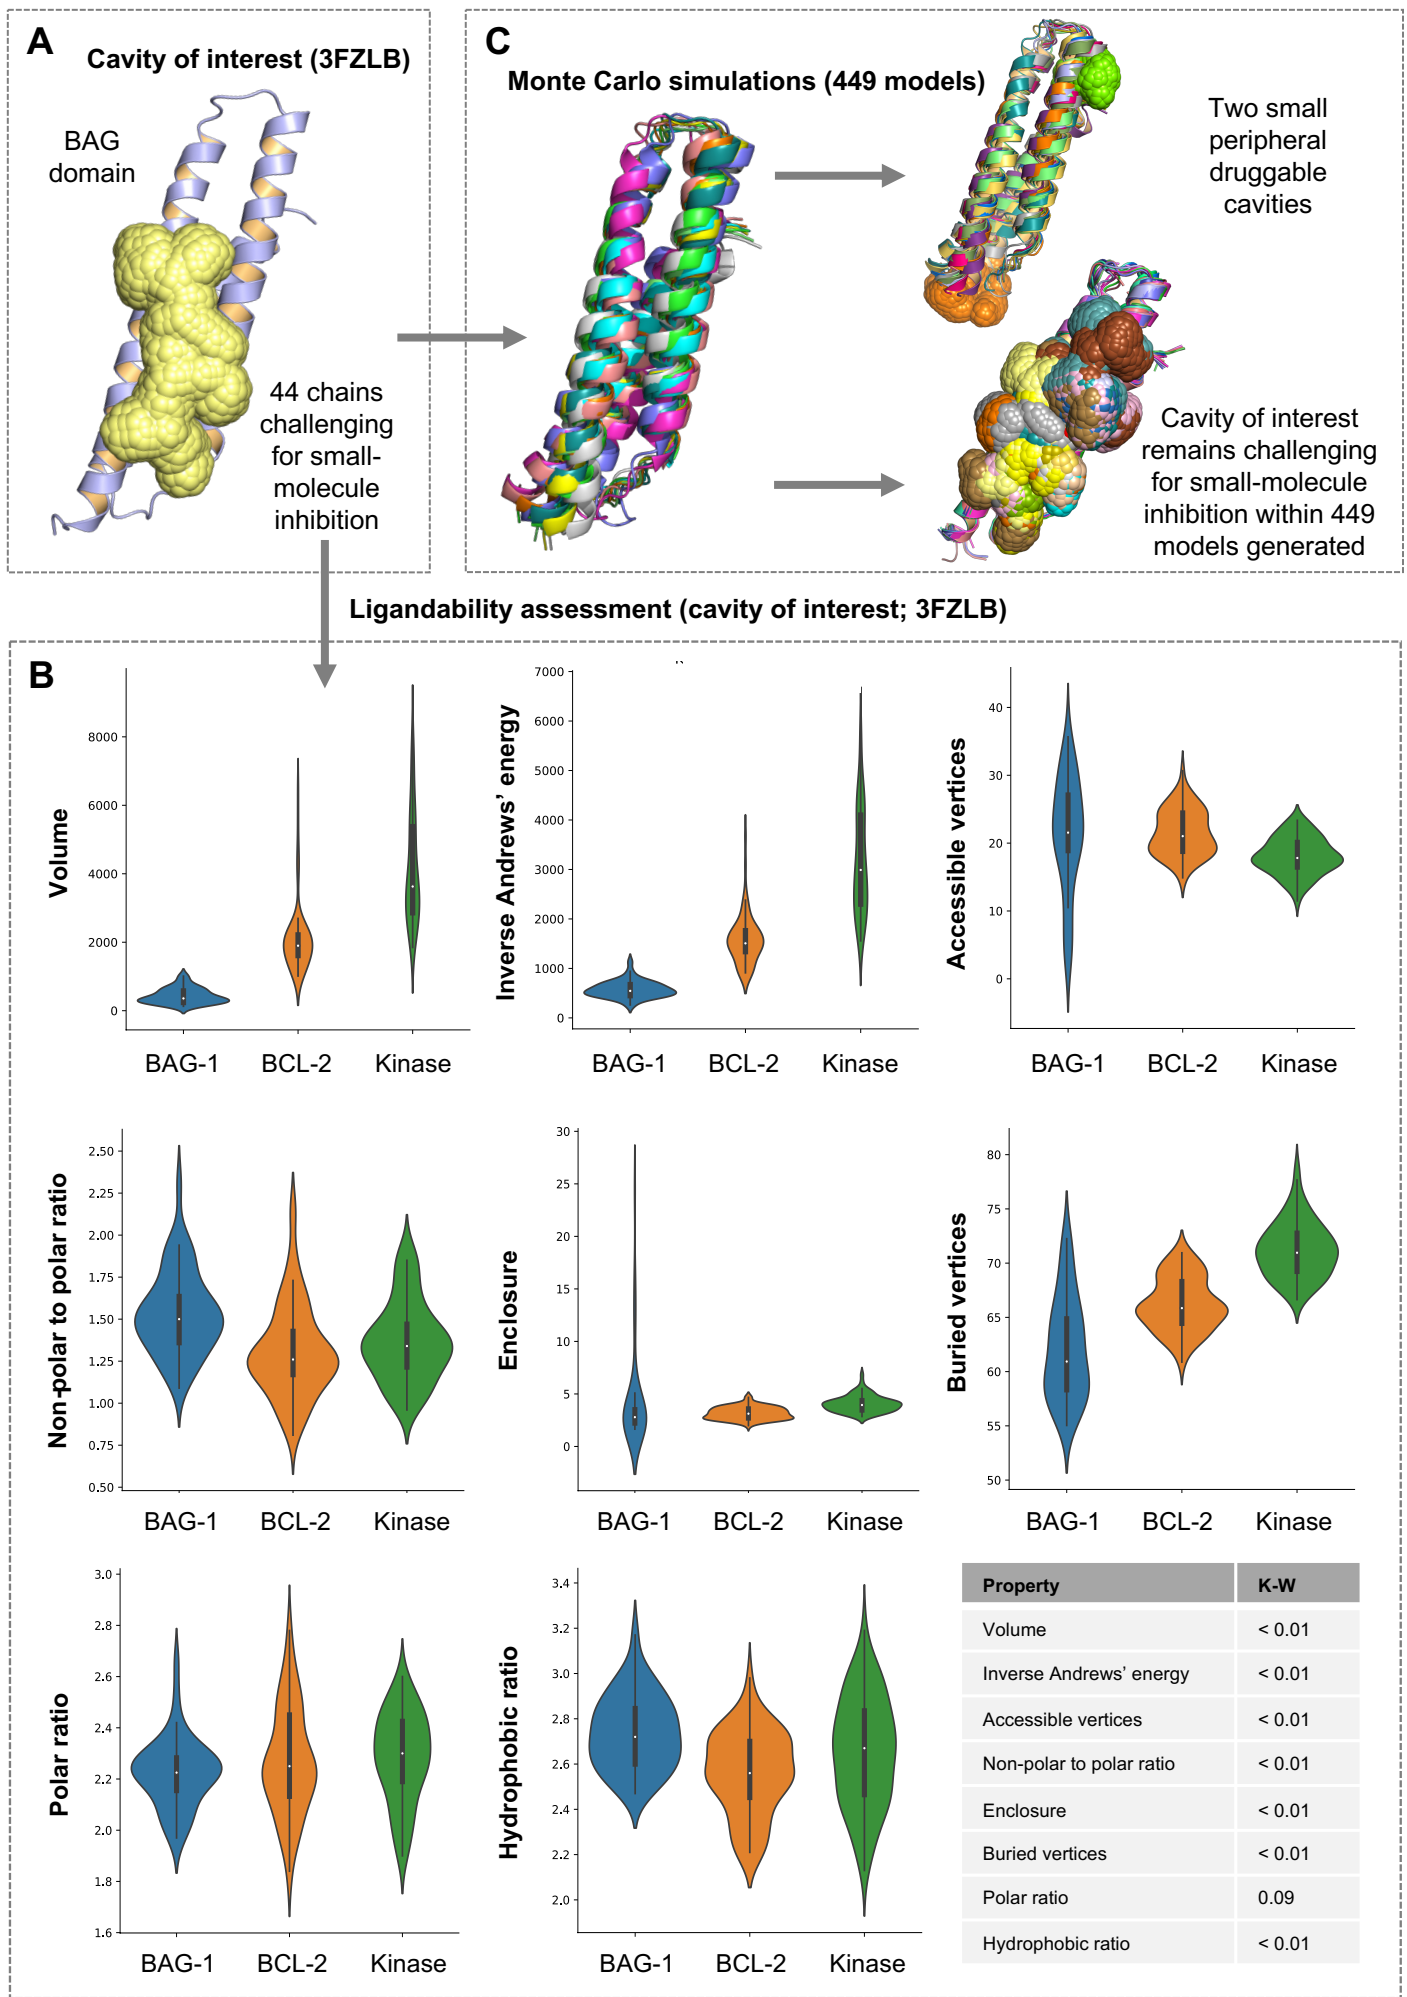 A
Cavity of interest (3FZLB)
BAG
domain
44 chains
challenging
for small-
molecule
inhibition
C
Monte Carlo simulations (449 models)
Two small
peripheral
druggable
cavities
Cavity of interest
remains challenging
for small-molecule
inhibition within 449
models generated
Ligandability assessment (cavity of interest; 3FZLB)
B
Volume
8000
6000
4000
2000
0
BAG-1 BCL-2 Kinase
Inverse Andrews' energy
7000
6000
5000
4000
3000
2000
1000
0
BAG-1 BCL-2 Kinase
Accessible vertices
40
30
20
10
0
BAG-1 BCL-2 Kinase
Non-polar to polar ratio
2.50
2.25
2.00
1.75
1.50
1.25
1.00
0.75
0.50
BAG-1 BCL-2 Kinase
Enclosure
30
25
20
15
10
5
0
BAG-1 BCL-2 Kinase
Buried vertices
80
75
70
65
60
55
50
BAG-1 BCL-2 Kinase
Polar ratio
3.0
2.8
2.6
2.4
2.2
2.0
1.8
1.6
BAG-1 BCL-2 Kinase
Hydrophobic ratio
3.4
3.2
3.0
2.8
2.6
2.4
2.2
2.0
BAG-1 BCL-2 Kinase
Property K-W
Volume < 0.01
Inverse Andrews' energy < 0.01
Accessible vertices < 0.01
Non-polar to polar ratio < 0.01
Enclosure < 0.01
Buried vertices < 0.01
Polar ratio 0.09
Hydrophobic ratio < 0.01